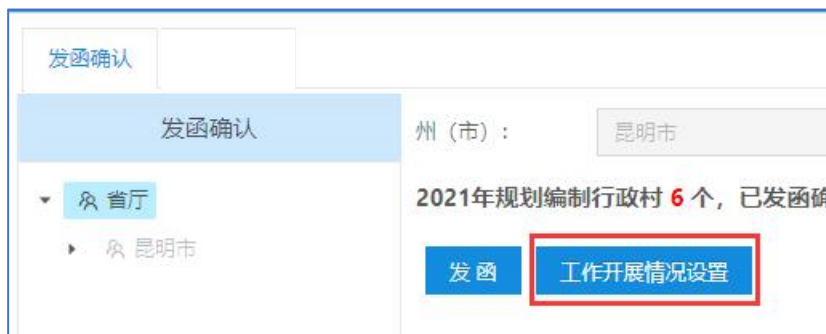 发函确认
发函确认
省厅
昆明市
州（市）：
昆明市
2021年规划编制行政村 6 个，已发函确
发函
工作开展情况设置